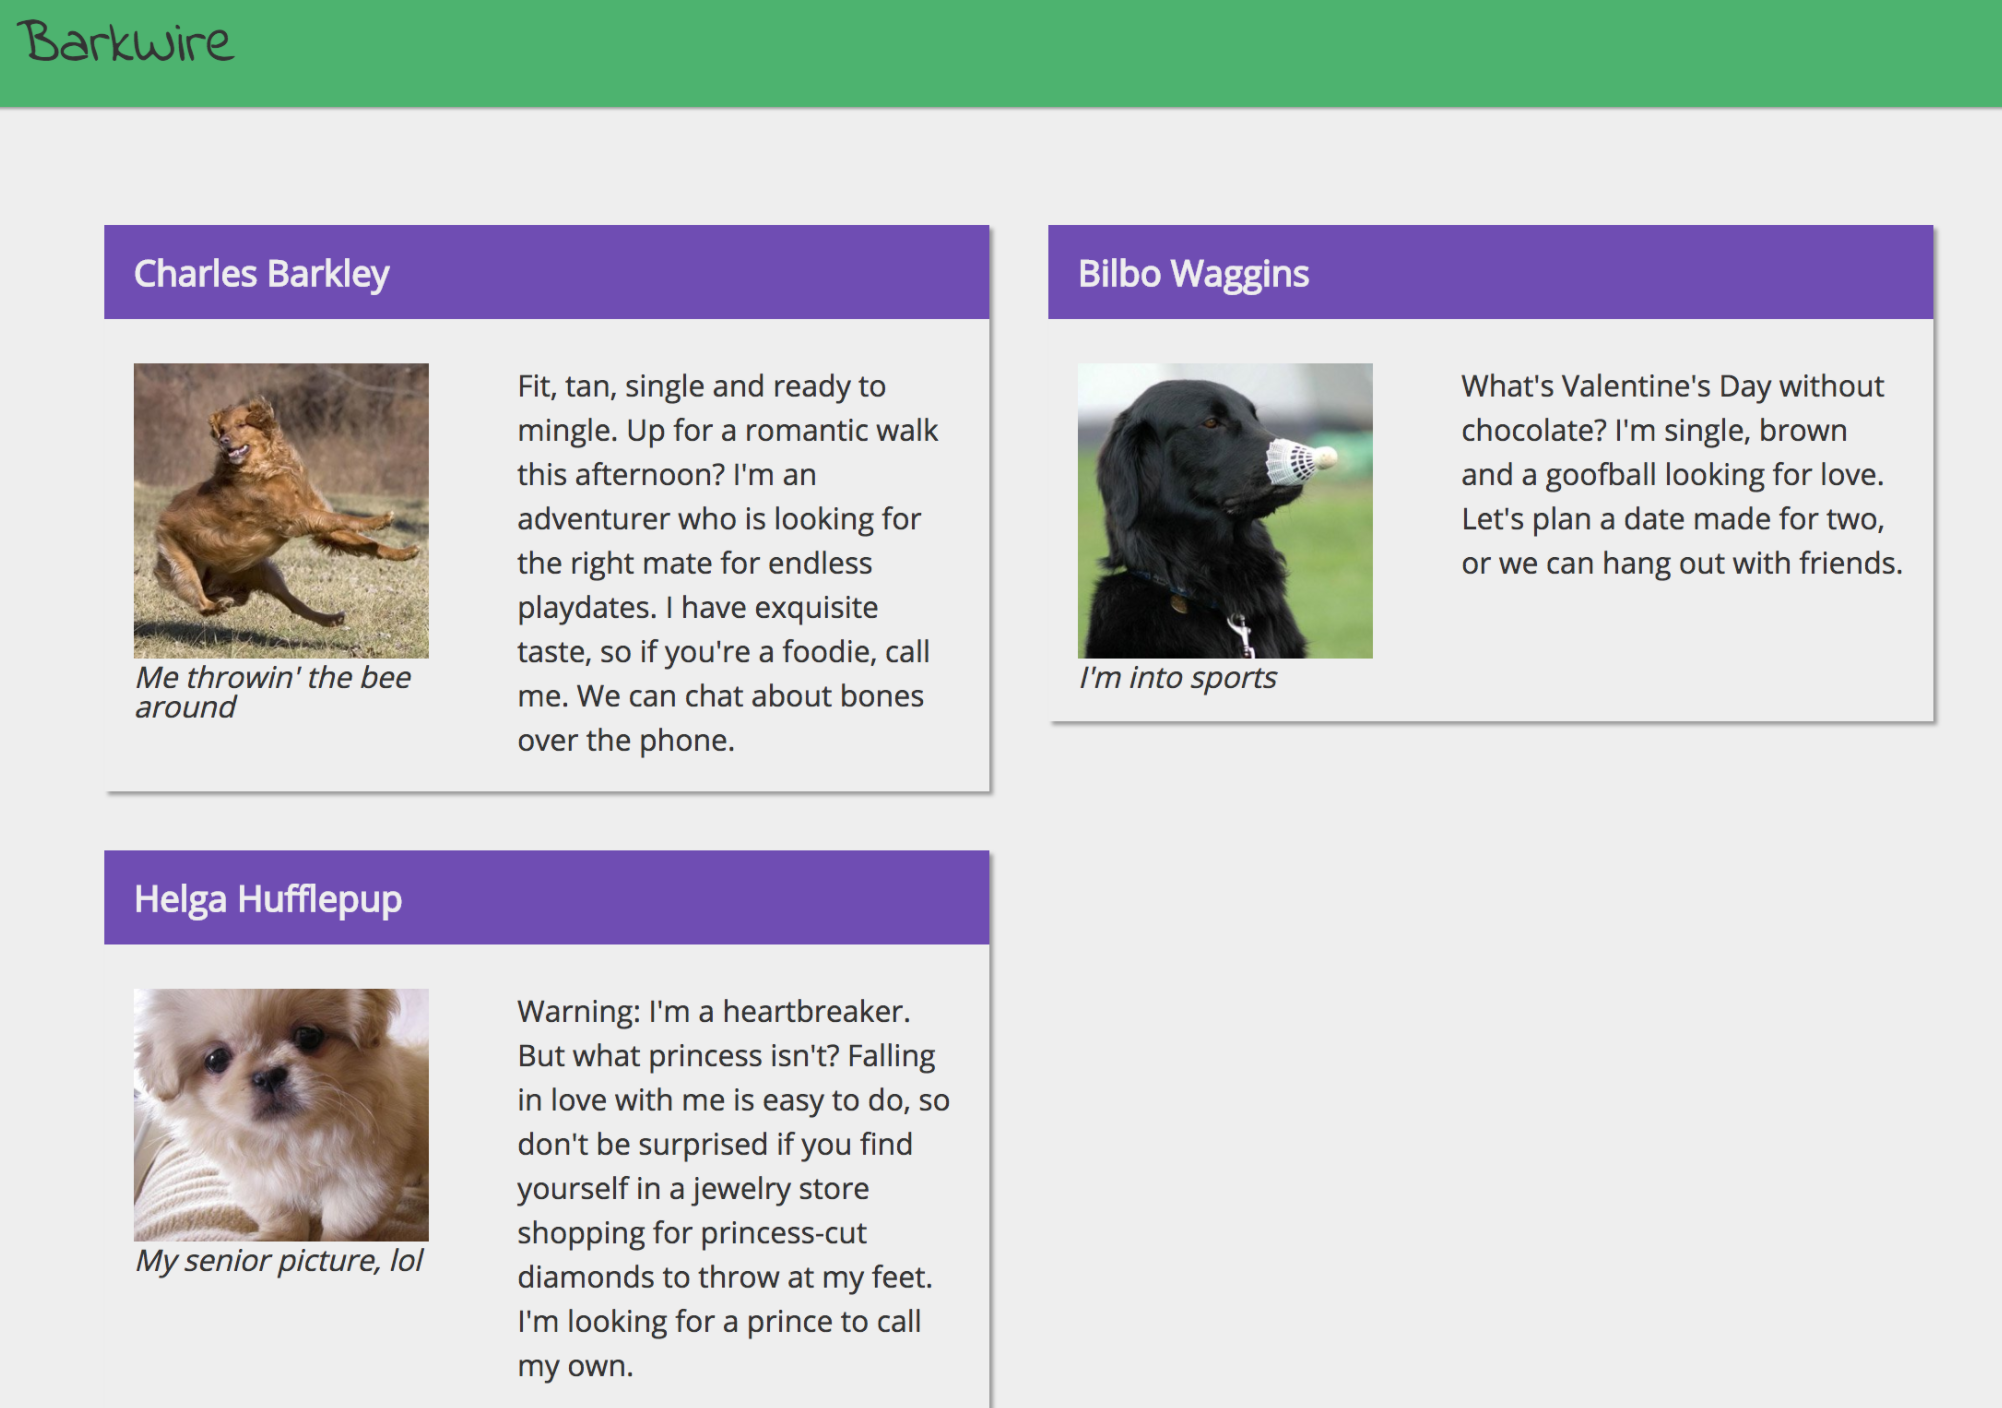 Barkwire
Charles Barkley
Me throwin' the bee
around
Fit, tan, single and ready to
mingle. Up for a romantic walk
this afternoon? I'm an
adventurer who is looking for
the right mate for endless
playdates. I have exquisite
taste, so if you're a foodie, call
me. We can chat about bones
over the phone.
Bilbo Waggins
I'm into sports
What's Valentine's Day without
chocolate? I'm single, brown
and a goofball looking for love.
Let's plan a date made for two,
or we can hang out with friends.
Helga Hufflepup
My senior picture, lol
Warning: I'm a heartbreaker.
But what princess isn't? Falling
in love with me is easy to do, so
don't be surprised if you find
yourself in a jewelry store
shopping for princess-cut
diamonds to throw at my feet.
I'm looking for a prince to call
my own.